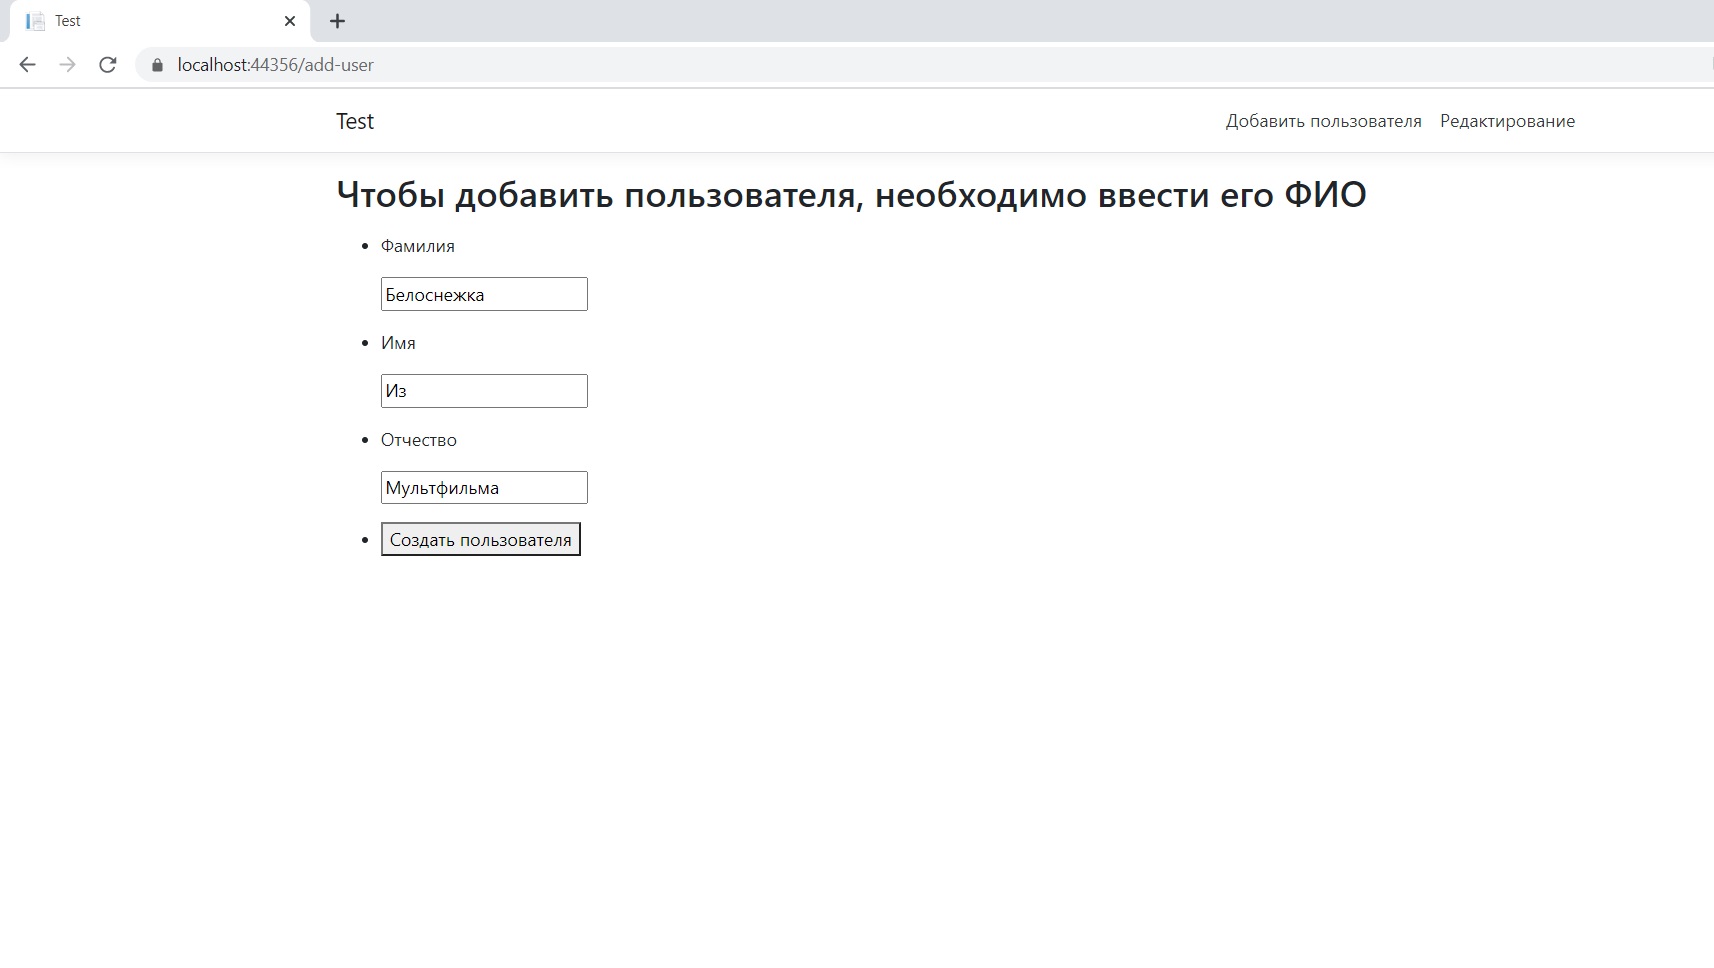 Test
localhost:44356/add-user
Test
Добавить пользователя Редактирование
Чтобы добавить пользователя, необходимо ввести его ФИО
Фамилия
Белоснежка
Имя
Из
Отчество
Мультфильма
Создать пользователя